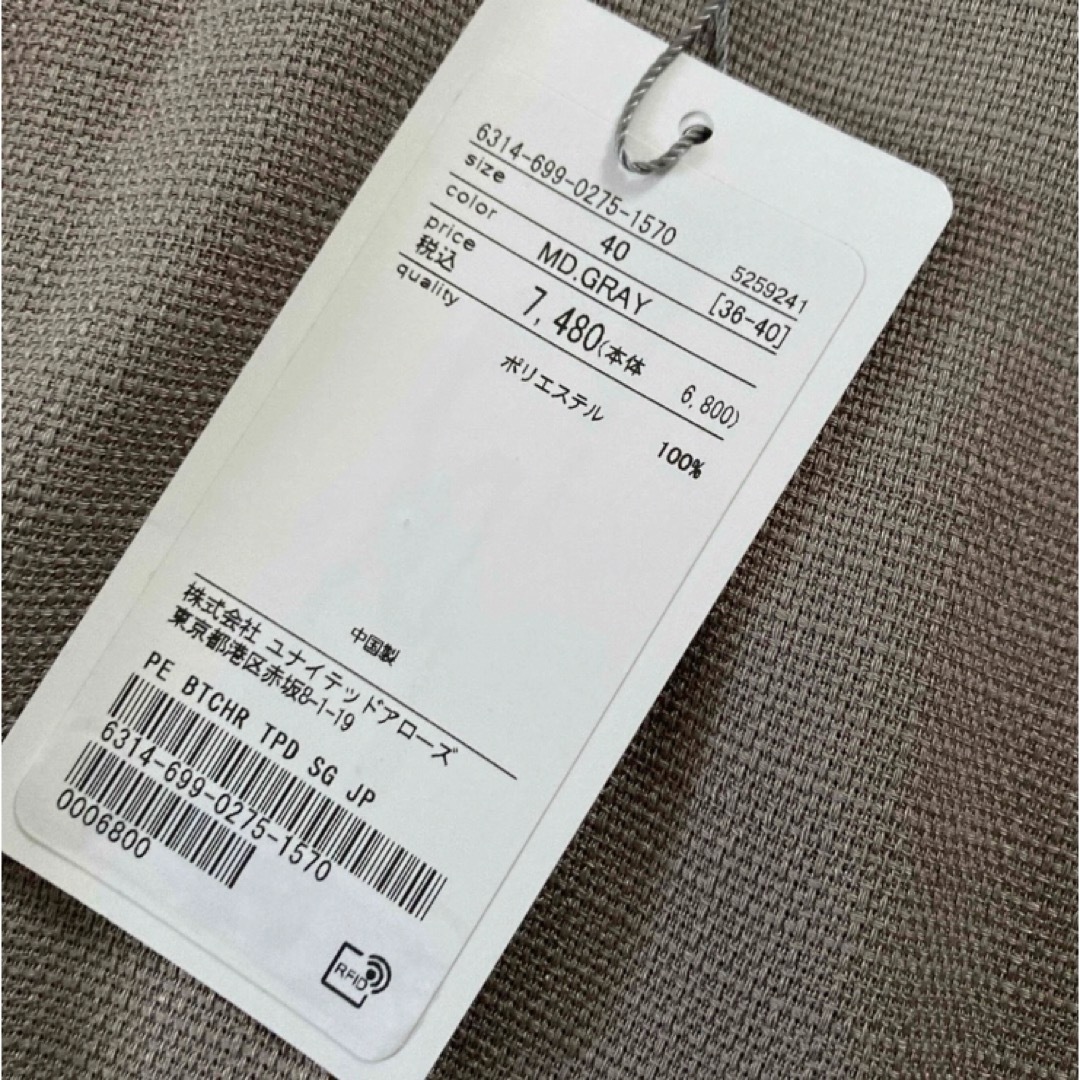 6314-699-0275-1570
size 40 5259241
color MD.GRAY [36-40]
price
税込 7,480(本体 6,800)
quality
ポリエステル 100%
中国製
株式会社 ユナイテッドアローズ
東京都港区赤坂8-1-19
PE BTCHR TPD SG JP
6314-699-0275-1570
0006800
RFID